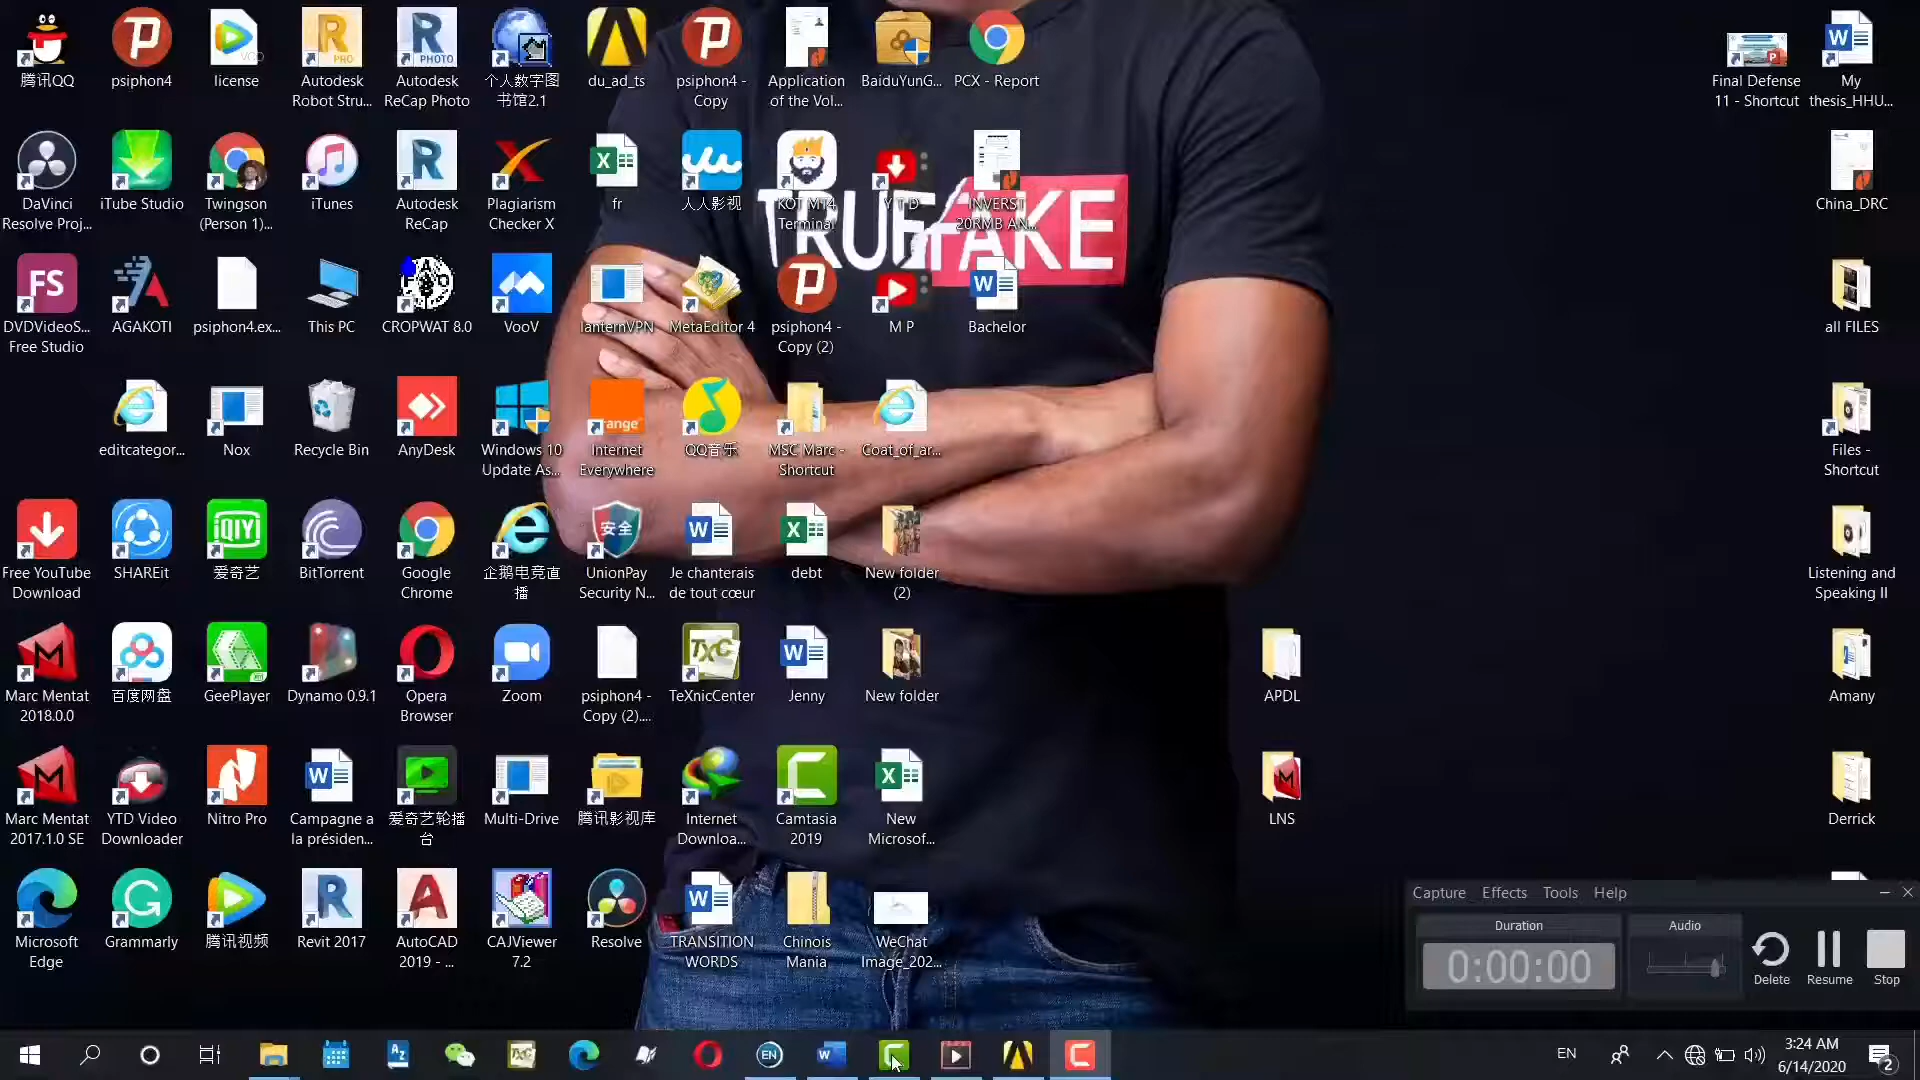 腾讯QQ
psiphon4
license
Autodesk
Robot Stru...
Autodesk
ReCap Photo
个人数字图
书馆2.1
du_ad_ts
psiphon4 -
Copy
Application
of the Vol...
BaiduYunG...
PCX - Report
Final Defense
11 - Shortcut
My
thesis_HHU...
DaVinci
Resolve Proj...
iTube Studio
Twingson
(Person 1)...
iTunes
Autodesk
ReCap
Plagiarism
Checker X
fr
人人影视
KOT MT4
Terminal
Y T D
INVERST
20RMB AN...
China_DRC
TRUE
FAKE
DVDVideoS...
Free Studio
AGAKOTI
psiphon4.ex...
This PC
CROPWAT 8.0
VooV
lanternVPN
MetaEditor 4
psiphon4 -
Copy (2)
M P
Bachelor
all FILES
editcategor...
Nox
Recycle Bin
AnyDesk
Windows 10
Update As...
Internet
Everywhere
QQ音乐
MSC Marc -
Shortcut
Coat_of_ar...
Files -
Shortcut
Free YouTube
Download
SHAREit
爱奇艺
BitTorrent
Google
Chrome
企鹅电竞直
播
UnionPay
Security N...
Je chanterais
de tout cœur
debt
New folder
(2)
Listening and
Speaking II
Marc Mentat
2018.0.0
百度网盘
GeePlayer
Dynamo 0.9.1
Opera
Browser
Zoom
psiphon4 -
Copy (2)....
TeXnicCenter
Jenny
New folder
APDL
Amany
Marc Mentat
2017.1.0 SE
YTD Video
Downloader
Nitro Pro
Campagne a
la présiden...
爱奇艺轮播
台
Multi-Drive
腾讯影视库
Internet
Downloa...
Camtasia
2019
New
Microsof...
LNS
Derrick
Microsoft
Edge
Grammarly
腾讯视频
Revit 2017
AutoCAD
2019 - ...
CAJViewer
7.2
Resolve
TRANSITION
WORDS
Chinois
Mania
WeChat
Image_202...
Capture Effects Tools Help
Duration
Audio
0:00:00
Delete
Resume
Stop
EN
3:24 AM
6/14/2020
2